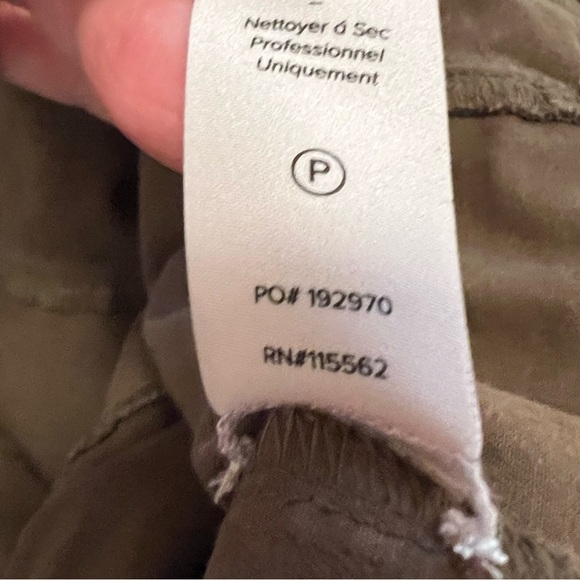 Nettoyer á Sec
Professionnel
Uniquement
P
PO# 192970
RN#115562